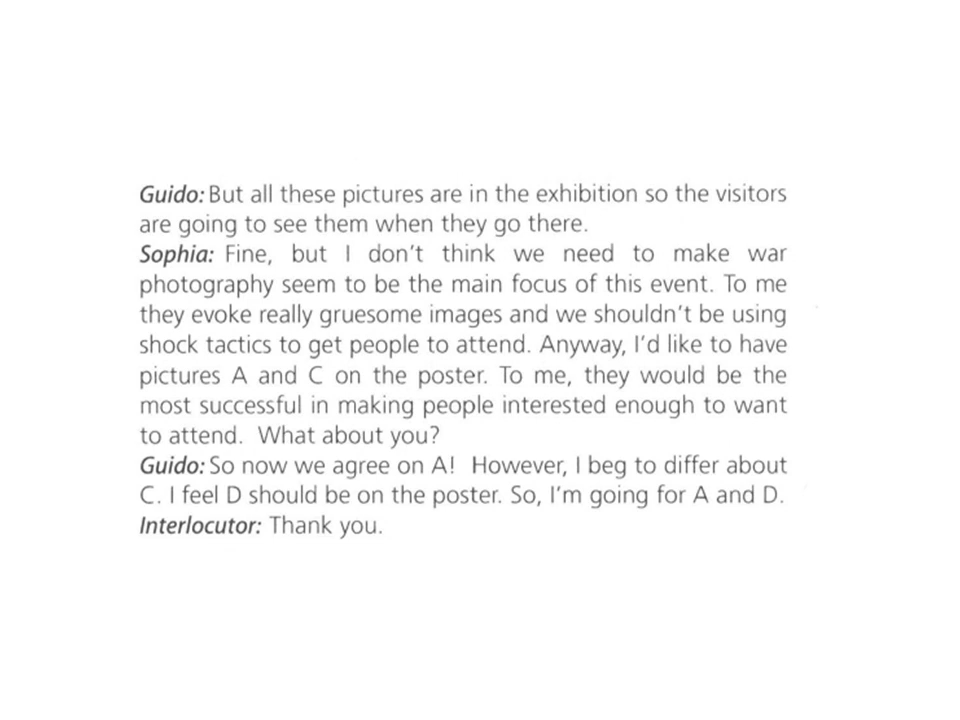 Guido: But all these pictures are in the exhibition so the visitors
are going to see them when they go there.
Sophia: Fine, but I don't think we need to make war
photography seem to be the main focus of this event. To me
they evoke really gruesome images and we shouldn't be using
shock tactics to get people to attend. Anyway, I'd like to have
pictures A and C on the poster. To me, they would be the
most successful in making people interested enough to want
to attend. What about you?
Guido: So now we agree on A! However, I beg to differ about
C. I feel D should be on the poster. So, I'm going for A and D.
Interlocutor: Thank you.